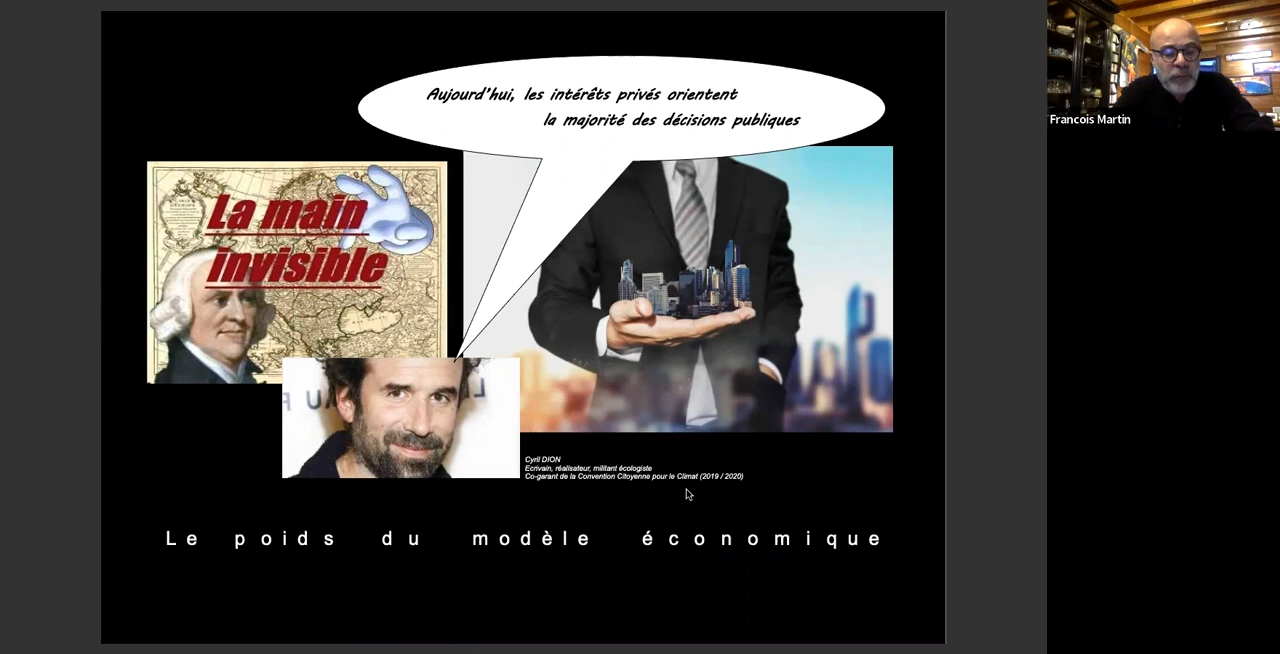 Aujourd'hui, les intérêts privés orientent
la majorité des décisions publiques
La main
invisible
Cyril DION
Ecrivain, réalisateur, militant écologiste
Co-garant de la Convention Citoyenne pour le Climat (2019 / 2020)
Le poids du modèle économique
Francois Martin